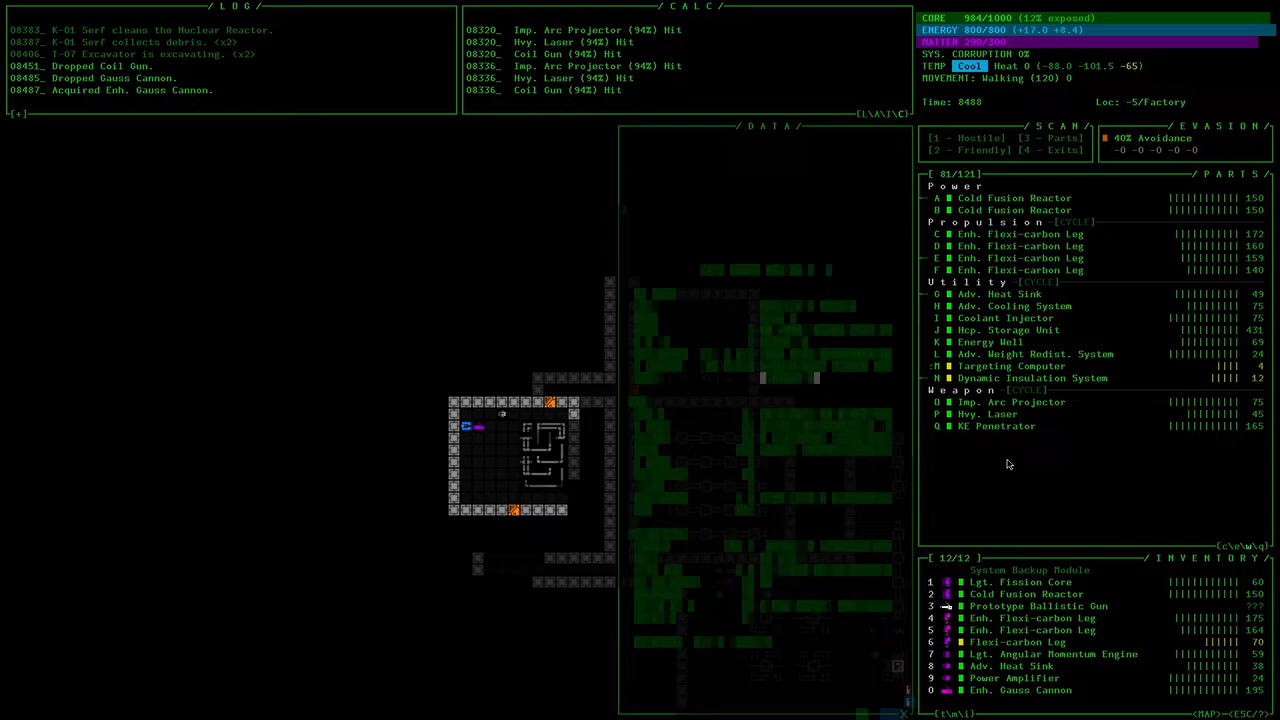 / L O G /
08383_ K-01 Serf cleans the Nuclear Reactor.
08387_ K-01 Serf collects debris. <x2>
08406_ T-07 Excavator is excavating. <x2>
08451_ Dropped Coil Gun.
08485_ Dropped Gauss Cannon.
08487_ Acquired Enh. Gauss Cannon.
[+]
/ C A L C /
08320_ Imp. Arc Projector (94%) Hit
08320_ Hvy. Laser (94%) Hit
08320_ Coil Gun (94%) Hit
08336_ Imp. Arc Projector (94%) Hit
08336_ Hvy. Laser (94%) Hit
08336_ Coil Gun (94%) Hit
(L\A\I\C)
CORE 984/1000 (12% exposed)
ENERGY 800/800 (+17.0 +8.4)
MATTER 290/300
SYS. CORRUPTION 0%
TEMP Cool Heat 0 (-88.0 -101.5 -65)
MOVEMENT: Walking (120) 0
Time: 8488 Loc: -5/Factory
/ D A T A /
/ S C A N /
[1 - Hostile] [3 - Parts]
[2 - Friendly] [4 - Exits]
/ E V A S I O N /
40% Avoidance
-0 -0 -0 -0 -0
[ 81/121] / P A R T S /
Power
A Cold Fusion Reactor 150
B Cold Fusion Reactor 150
Propulsion [CYCLE]
C Enh. Flexi-carbon Leg 172
D Enh. Flexi-carbon Leg 160
E Enh. Flexi-carbon Leg 159
F Enh. Flexi-carbon Leg 140
Utility [CYCLE]
G Adv. Heat Sink 49
H Adv. Cooling System 75
I Coolant Injector 75
J Hcp. Storage Unit 431
K Energy Well 69
L Adv. Weight Redist. System 24
:M Targeting Computer 4
N Dynamic Insulation System 12
Weapon [CYCLE]
O Imp. Arc Projector 75
P Hvy. Laser 45
Q KE Penetrator 165
(c\e\w\q)
[ 12/12 ] / I N V E N T O R Y /
System Backup Module
1 Lgt. Fission Core 60
2 Cold Fusion Reactor 150
3 Prototype Ballistic Gun ???
4 Enh. Flexi-carbon Leg 175
5 Enh. Flexi-carbon Leg 164
6 Flexi-carbon Leg 70
7 Lgt. Angular Momentum Engine 59
8 Adv. Heat Sink 38
9 Power Amplifier 24
0 Enh. Gauss Cannon 195
(t\m\i) <MAP>-<ESC/?>